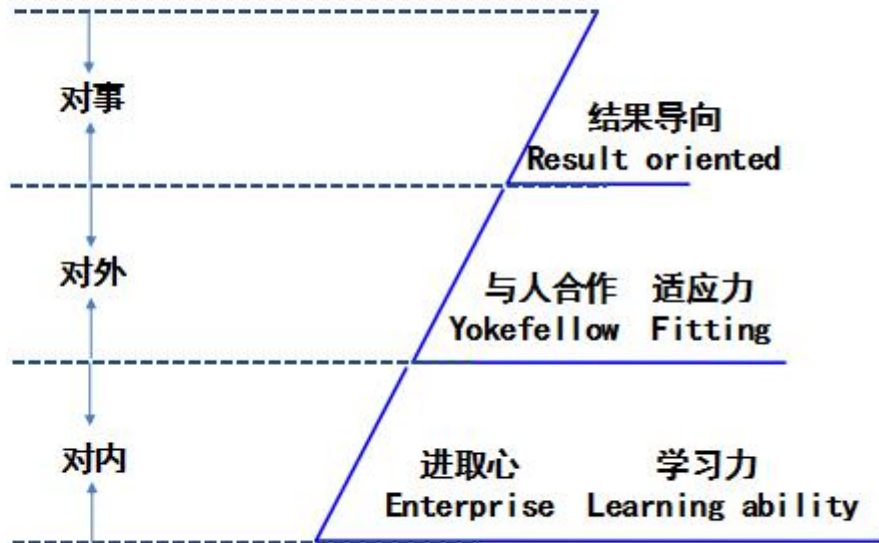 对事
结果导向
Result oriented
对外
与人合作 适应力
Yokefellow Fitting
对内
进取心 学习力
Enterprise Learning ability